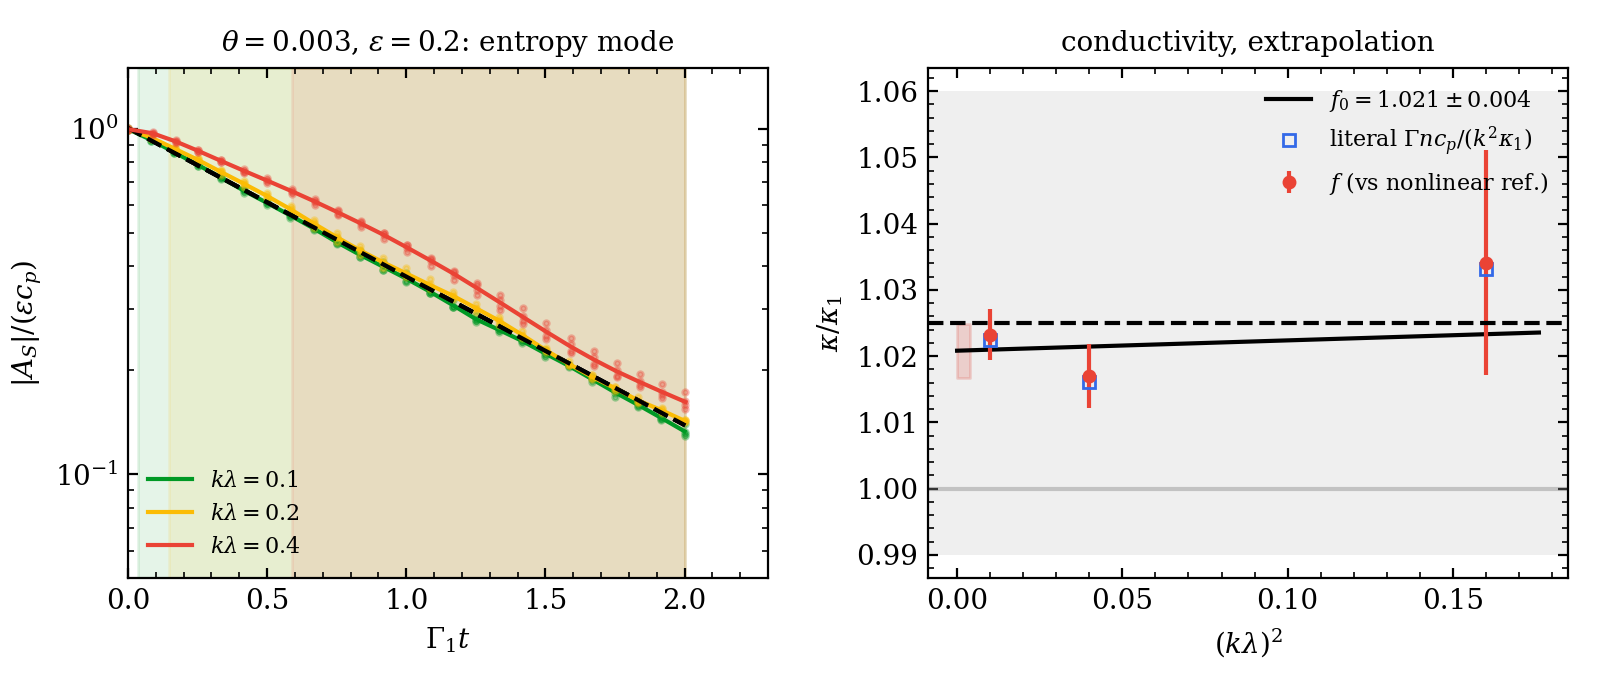 θ = 0.003, ε = 0.2: entropy mode
|A_S|/(εc_p)
10^0
10^{-1}
kλ = 0.1
kλ = 0.2
kλ = 0.4
0.0 0.5 1.0 1.5 2.0
Γ_1 t
conductivity, extrapolation
κ/κ_1
1.06
1.05
1.04
1.03
1.02
1.01
1.00
0.99
f_0 = 1.021 ± 0.004
literal Γnc_p/(k^2κ_1)
f (vs nonlinear ref.)
0.00 0.05 0.10 0.15
(kλ)^2